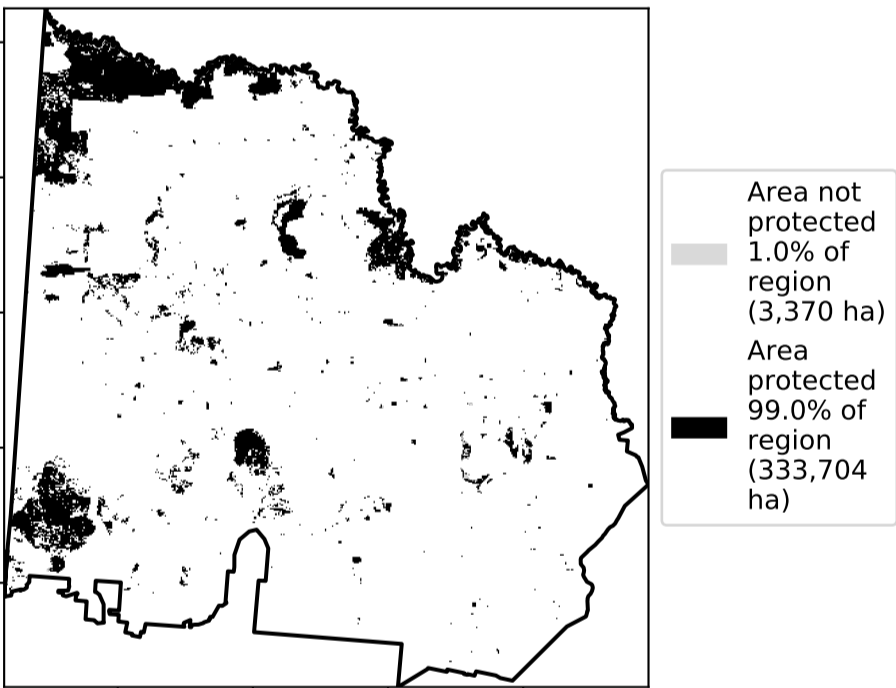 Area not
protected
1.0% of
region
(3,370 ha)
Area
protected
99.0% of
region
(333,704
ha)